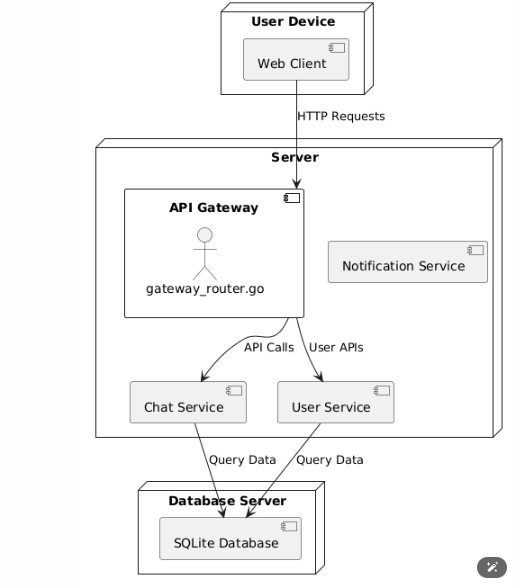 User Device
Web Client
HTTP Requests
Server
API Gateway
gateway_router.go
Notification Service
API Calls
User APIs
Chat Service
User Service
Query Data
Query Data
Database Server
SQLite Database